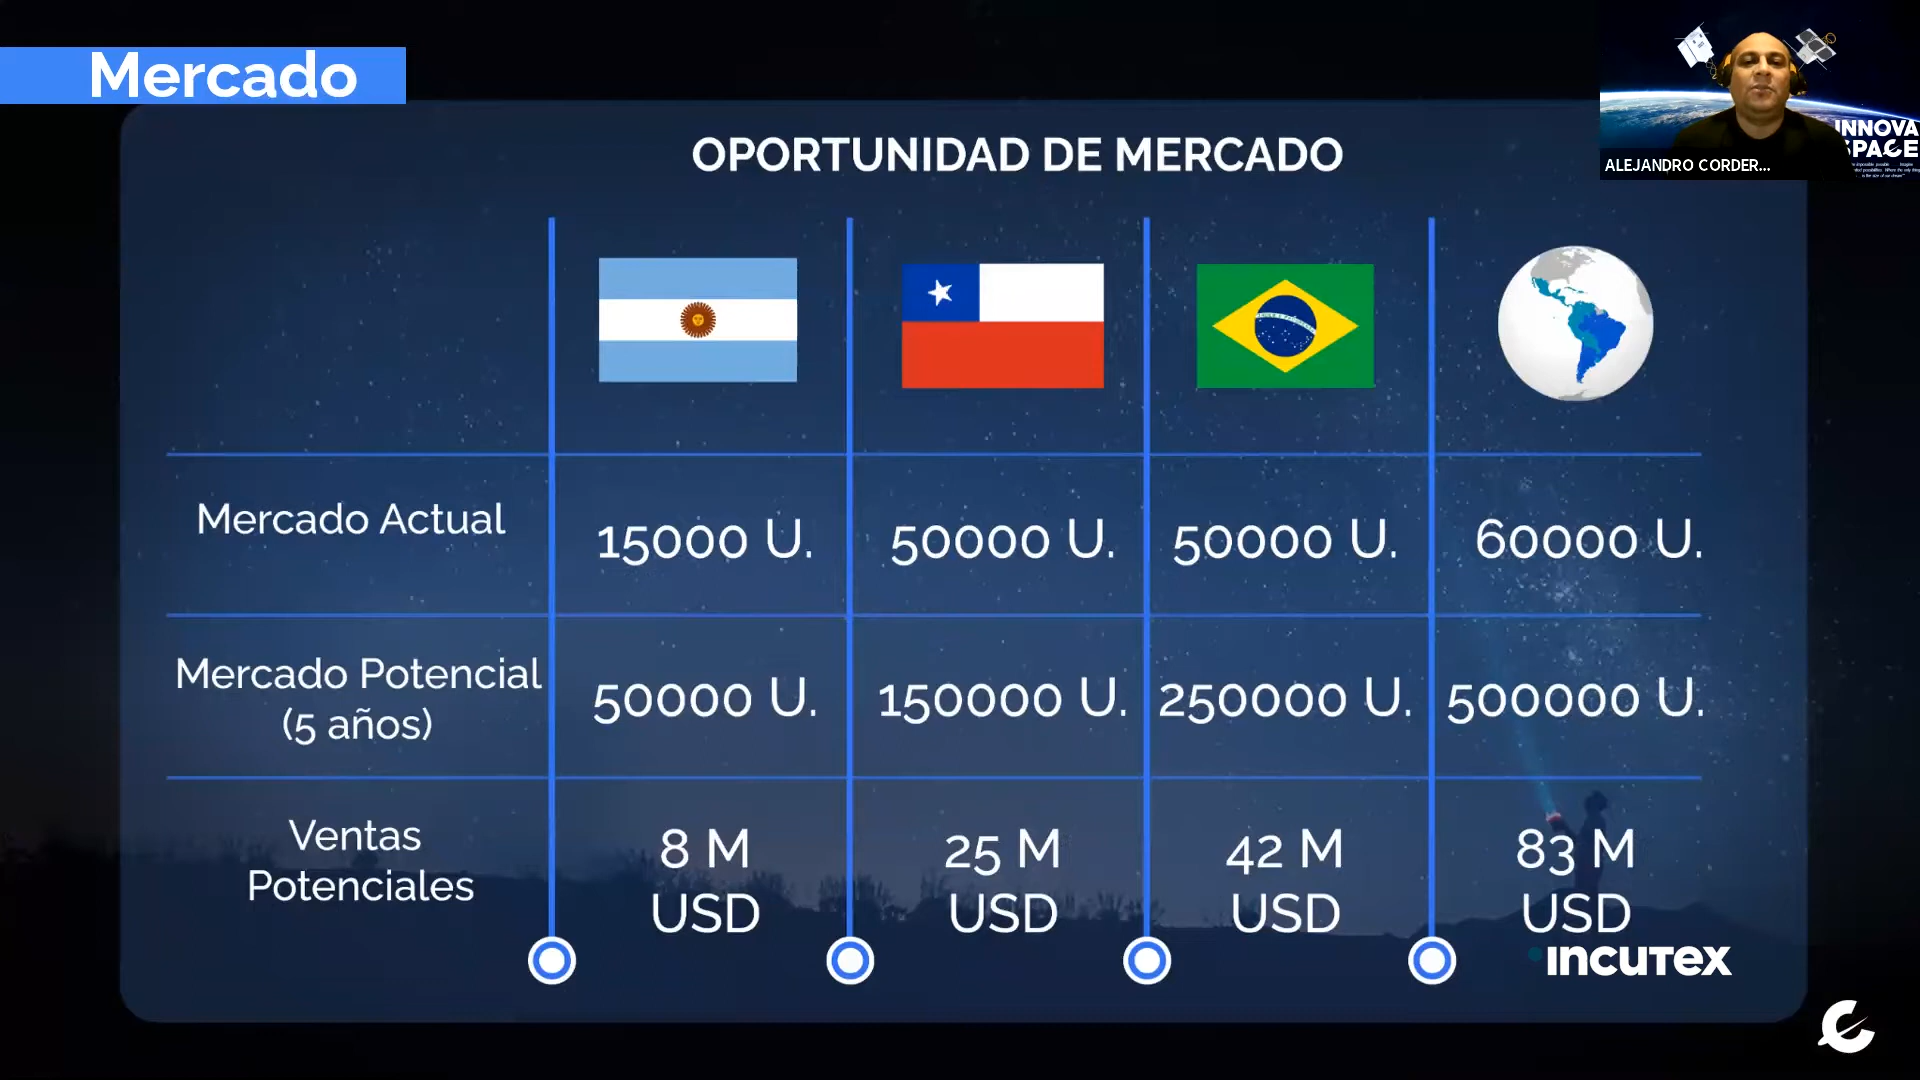 Mercado
OPORTUNIDAD DE MERCADO
INNOVA
SPACE
ALEJANDRO CORDER...
Mercado Actual
15000 U.
50000 U.
50000 U.
60000 U.
Mercado Potencial
(5 años)
50000 U.
150000 U.
250000 U.
500000 U.
Ventas
Potenciales
8 M
USD
25 M
USD
42 M
USD
83 M
USD
INCUTEX